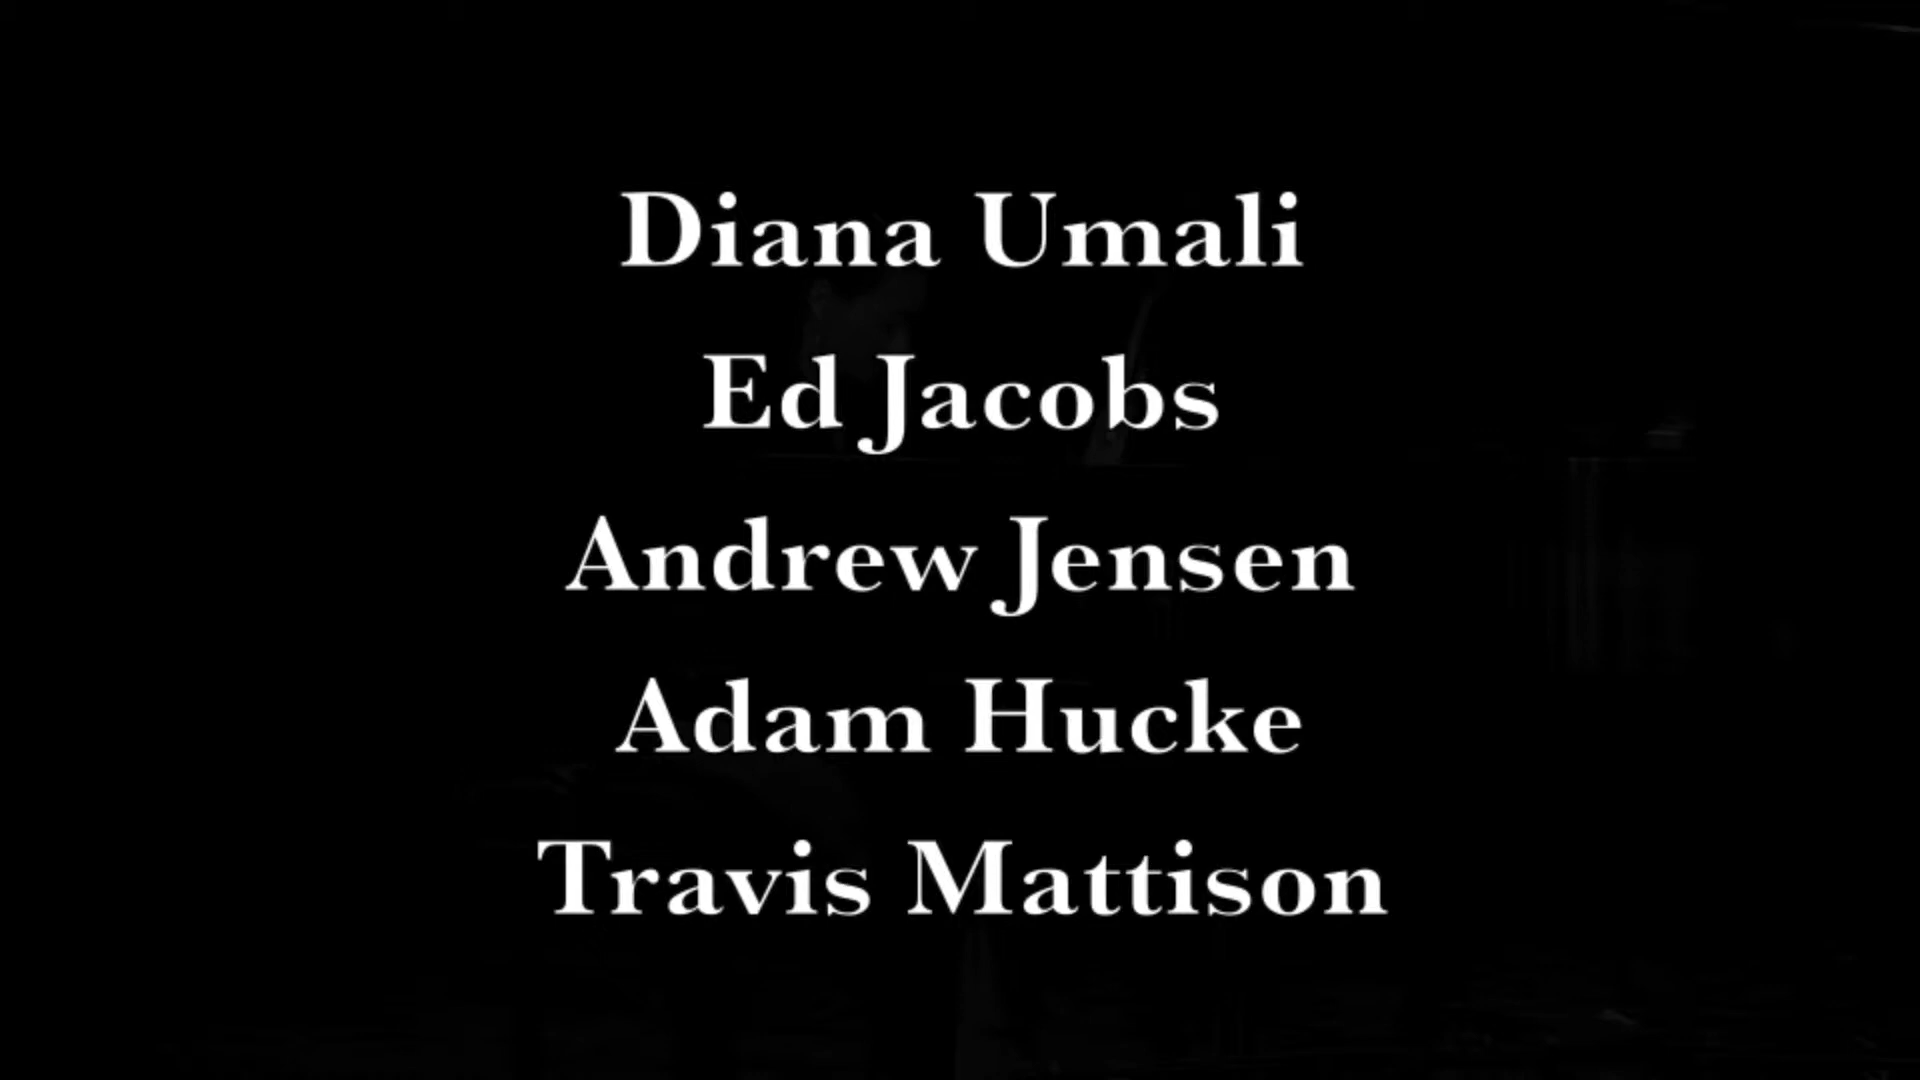 Diana Umali
Ed Jacobs
Andrew Jensen
Adam Hucke
Travis Mattison